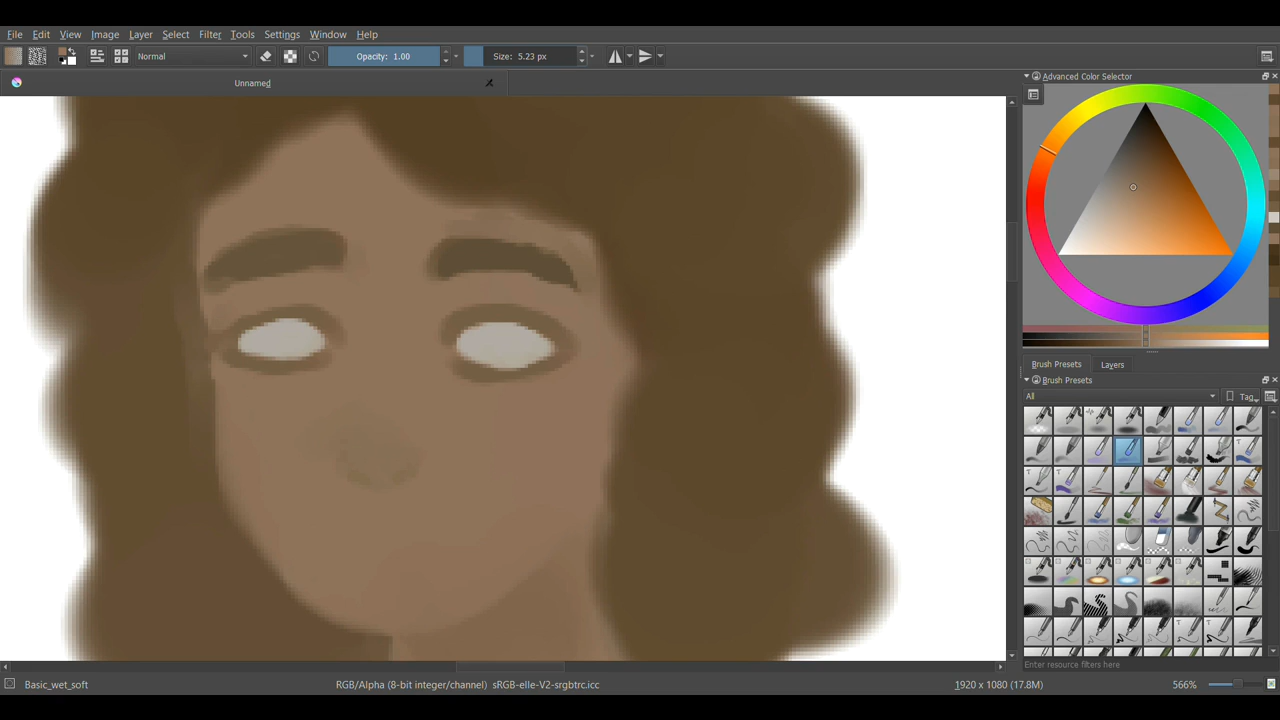 File Edit View Image Layer Select Filter Tools Settings Window Help
Normal Opacity: 1.00 Size: 5.23 px
Unnamed
Advanced Color Selector
Brush Presets Layers
Brush Presets
All Tag
Enter resource filters here
Basic_wet_soft RGB/Alpha (8-bit integer/channel) sRGB-elle-V2-srgbtrc.icc 1920 x 1080 (17.8M) 566%